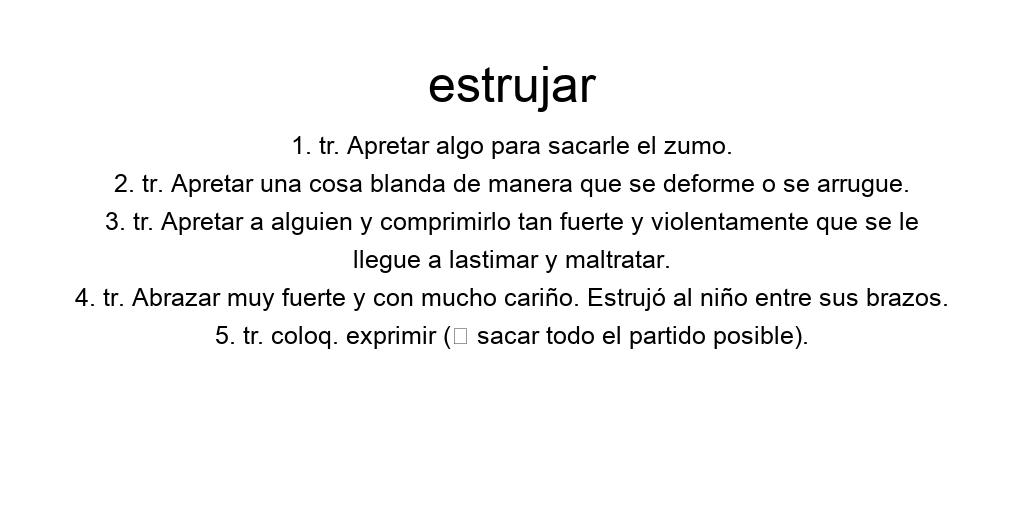 estrujar
1. tr. Apretar algo para sacarle el zumo.
2. tr. Apretar una cosa blanda de manera que se deforme o se arrugue.
3. tr. Apretar a alguien y comprimirlo tan fuerte y violentamente que se le
llegue a lastimar y maltratar.
4. tr. Abrazar muy fuerte y con mucho cariño. Estrujó al niño entre sus brazos.
5. tr. coloq. exprimir (▯ sacar todo el partido posible).